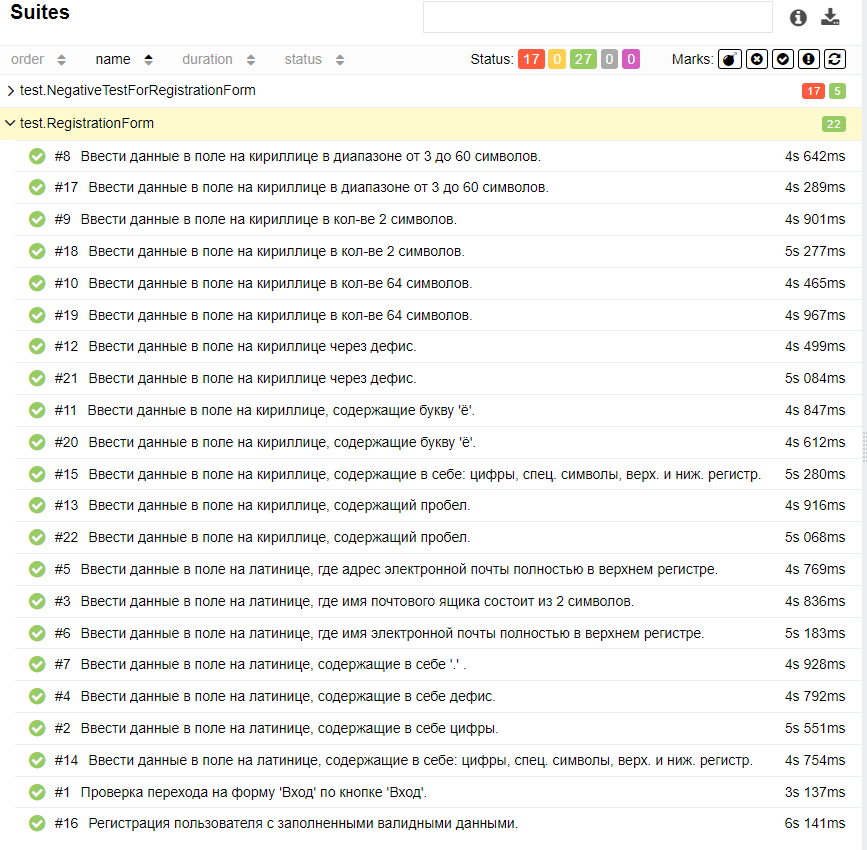 Suites
order name duration status Status: 17 0 27 0 0 Marks:
test.NegativeTestForRegistrationForm 17 5
test.RegistrationForm 22
#8 Ввести данные в поле на кириллице в диапазоне от 3 до 60 символов. 4s 642ms
#17 Ввести данные в поле на кириллице в диапазоне от 3 до 60 символов. 4s 289ms
#9 Ввести данные в поле на кириллице в кол-ве 2 символов. 4s 901ms
#18 Ввести данные в поле на кириллице в кол-ве 2 символов. 5s 277ms
#10 Ввести данные в поле на кириллице в кол-ве 64 символов. 4s 465ms
#19 Ввести данные в поле на кириллице в кол-ве 64 символов. 4s 967ms
#12 Ввести данные в поле на кириллице через дефис. 4s 499ms
#21 Ввести данные в поле на кириллице через дефис. 5s 084ms
#11 Ввести данные в поле на кириллице, содержащие букву 'ё'. 4s 847ms
#20 Ввести данные в поле на кириллице, содержащие букву 'ё'. 4s 612ms
#15 Ввести данные в поле на кириллице, содержащие в себе: цифры, спец. символы, верх. и ниж. регистр. 5s 280ms
#13 Ввести данные в поле на кириллице, содержащий пробел. 4s 916ms
#22 Ввести данные в поле на кириллице, содержащий пробел. 5s 068ms
#5 Ввести данные в поле на латинице, где адрес электронной почты полностью в верхнем регистре. 4s 769ms
#3 Ввести данные в поле на латинице, где имя почтового ящика состоит из 2 символов. 4s 836ms
#6 Ввести данные в поле на латинице, где имя электронной почты полностью в верхнем регистре. 5s 183ms
#7 Ввести данные в поле на латинице, содержащие в себе '.' . 4s 928ms
#4 Ввести данные в поле на латинице, содержащие в себе дефис. 4s 792ms
#2 Ввести данные в поле на латинице, содержащие в себе цифры. 5s 551ms
#14 Ввести данные в поле на латинице, содержащие в себе: цифры, спец. символы, верх. и ниж. регистр. 4s 754ms
#1 Проверка перехода на форму 'Вход' по кнопке 'Вход'. 3s 137ms
#16 Регистрация пользователя с заполненными валидными данными. 6s 141ms